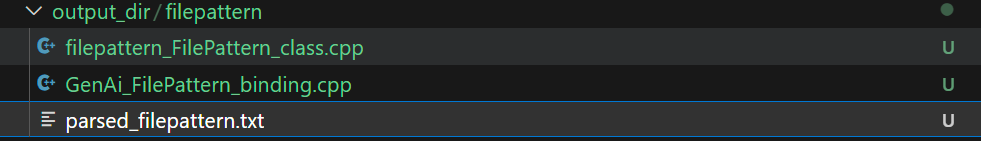 output_dir/filepattern
filepattern_FilePattern_class.cpp U
GenAi_FilePattern_binding.cpp U
parsed_filepattern.txt U